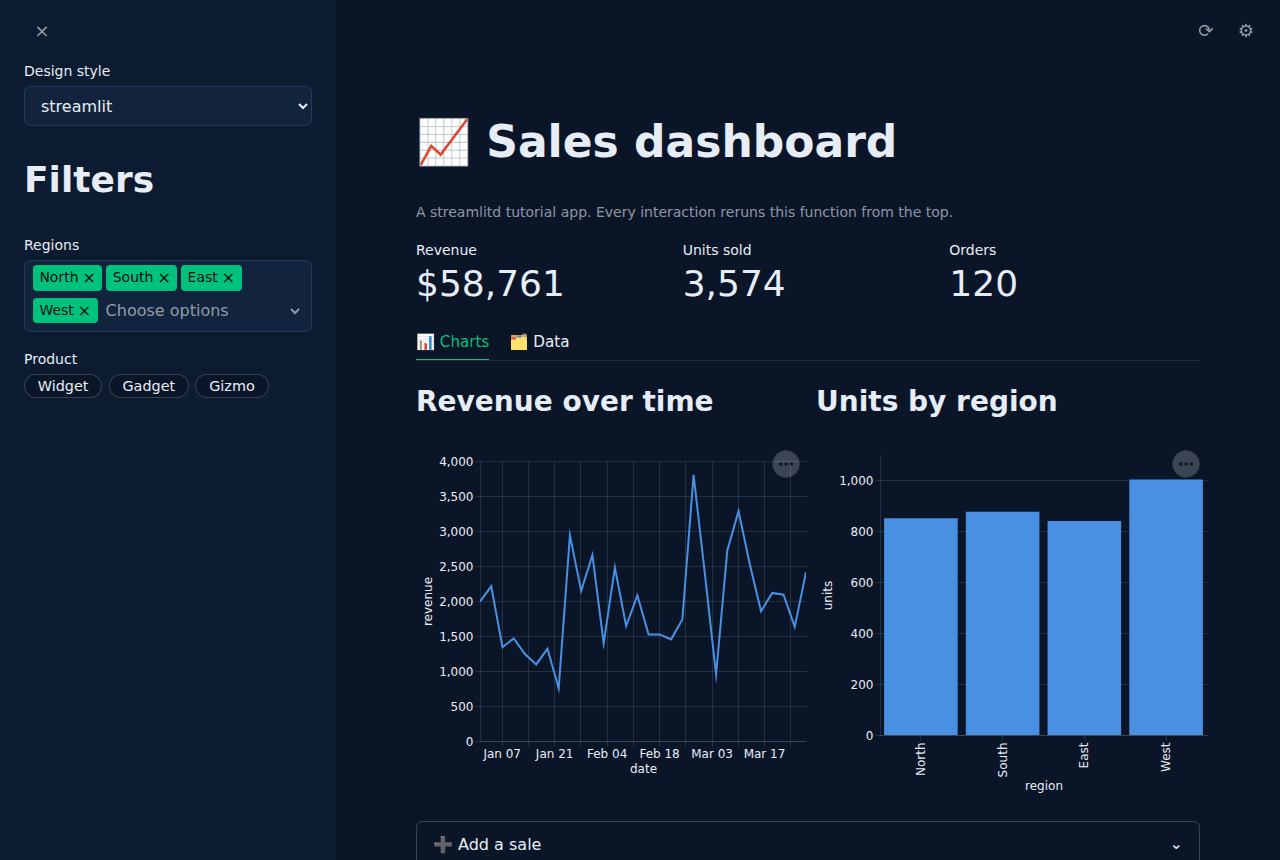 Design style
streamlit
Filters
Regions
North × South × East ×
West × Choose options
Product
Widget Gadget Gizmo
📈 Sales dashboard
A streamlitd tutorial app. Every interaction reruns this function from the top.
Revenue Units sold Orders
$58,761 3,574 120
📊 Charts 🗂️ Data
Revenue over time
4,000
3,500
3,000
2,500
2,000
1,500
1,000
500
0
revenue
Jan 07 Jan 21 Feb 04 Feb 18 Mar 03 Mar 17
date
Units by region
1,000
800
600
400
200
0
units
North South East West
region
➕ Add a sale